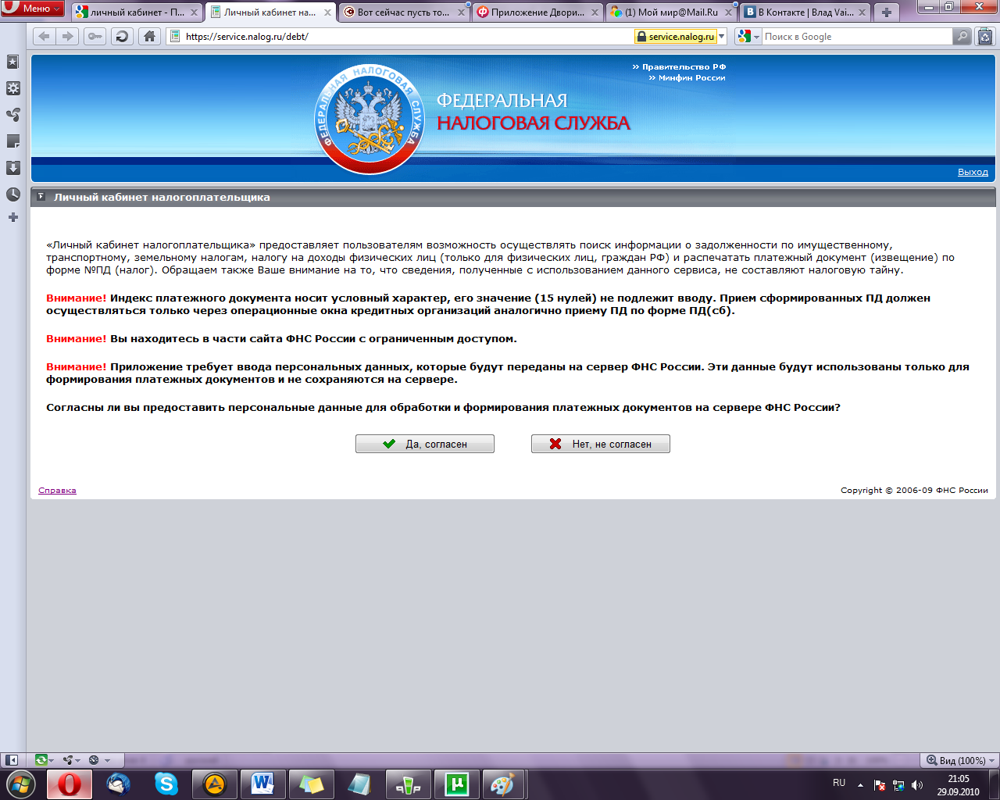 Меню
личный кабинет - П...
Личный кабинет на...
Вот сейчас пусть то...
Приложение Двори...
(1) Мой мир@Mail.Ru
В Контакте | Влад Vai...
https://service.nalog.ru/debt/
service.nalog.ru
Поиск в Google
» Правительство РФ
» Минфин России
ФЕДЕРАЛЬНАЯ НАЛОГОВАЯ СЛУЖБА
ФЕДЕРАЛЬНАЯ
НАЛОГОВАЯ СЛУЖБА
Выход
Личный кабинет налогоплательщика
«Личный кабинет налогоплательщика» предоставляет пользователям возможность осуществлять поиск информации о задолженности по имущественному,
транспортному, земельному налогам, налогу на доходы физических лиц (только для физических лиц, граждан РФ) и распечатать платежный документ (извещение) по
форме №ПД (налог). Обращаем также Ваше внимание на то, что сведения, полученные с использованием данного сервиса, не составляют налоговую тайну.
Внимание! Индекс платежного документа носит условный характер, его значение (15 нулей) не подлежит вводу. Прием сформированных ПД должен
осуществляться только через операционные окна кредитных организаций аналогично приему ПД по форме ПД(сб).
Внимание! Вы находитесь в части сайта ФНС России с ограниченным доступом.
Внимание! Приложение требует ввода персональных данных, которые будут переданы на сервер ФНС России. Эти данные будут использованы только для
формирования платежных документов и не сохраняются на сервере.
Согласны ли вы предоставить персональные данные для обработки и формирования платежных документов на сервере ФНС России?
Да, согласен
Нет, не согласен
Справка
Copyright © 2006-09 ФНС России
Вид (100%)
RU
21:05
29.09.2010